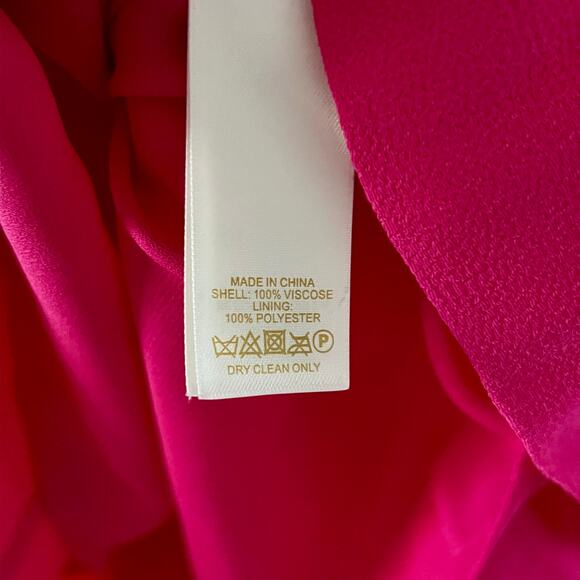 MADE IN CHINA
SHELL: 100% VISCOSE
LINING:
100% POLYESTER
P
DRY CLEAN ONLY